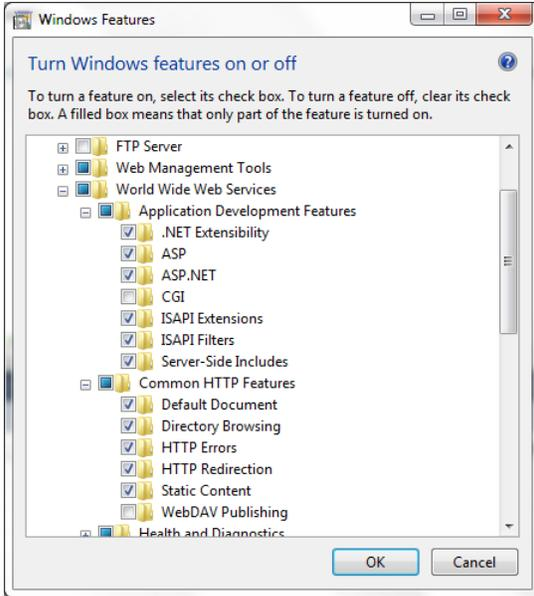 Windows Features
Turn Windows features on or off
To turn a feature on, select its check box. To turn a feature off, clear its check
box. A filled box means that only part of the feature is turned on.
FTP Server
Web Management Tools
World Wide Web Services
Application Development Features
.NET Extensibility
ASP
ASP.NET
CGI
ISAPI Extensions
ISAPI Filters
Server-Side Includes
Common HTTP Features
Default Document
Directory Browsing
HTTP Errors
HTTP Redirection
Static Content
WebDAV Publishing
Health and Diagnostics
OK
Cancel